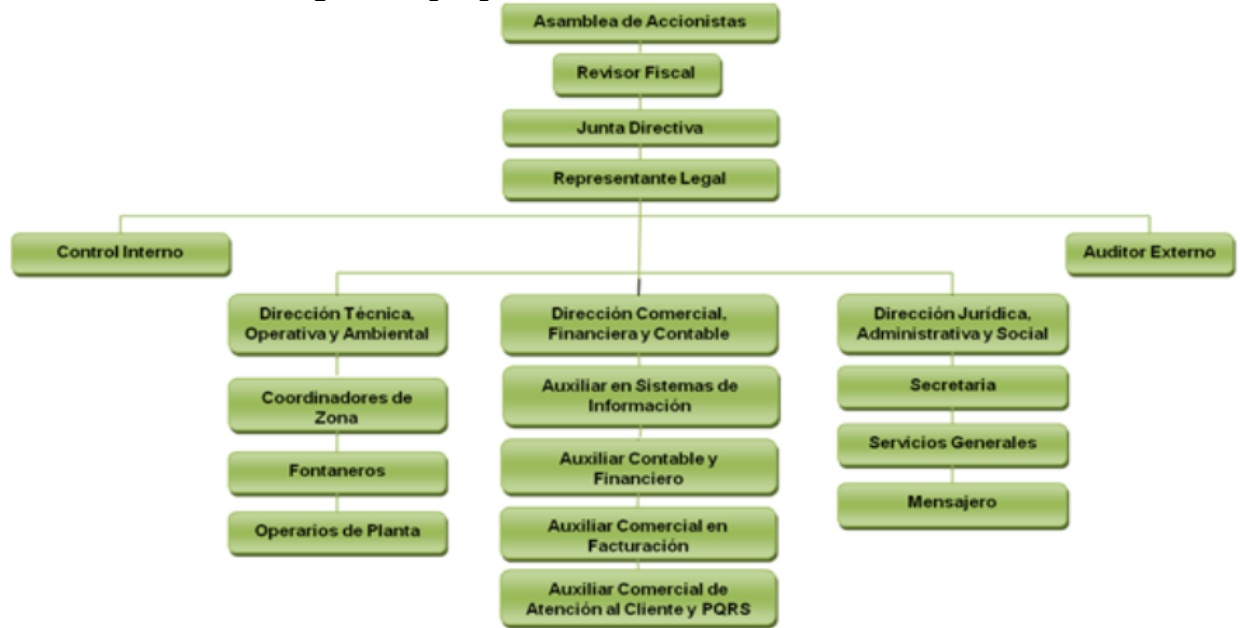 Asamblea de Accionistas
Revisor Fiscal
Junta Directiva
Representante Legal
Control Interno
Auditor Externo
Dirección Técnica,
Operativa y Ambiental
Coordinadores de
Zona
Fontaneros
Operarios de Planta
Dirección Comercial,
Financiera y Contable
Auxiliar en Sistemas de
Información
Auxiliar Contable y
Financiero
Auxiliar Comercial en
Facturación
Auxiliar Comercial de
Atención al Cliente y PQRS
Dirección Jurídica,
Administrativa y Social
Secretaria
Servicios Generales
Mensajero